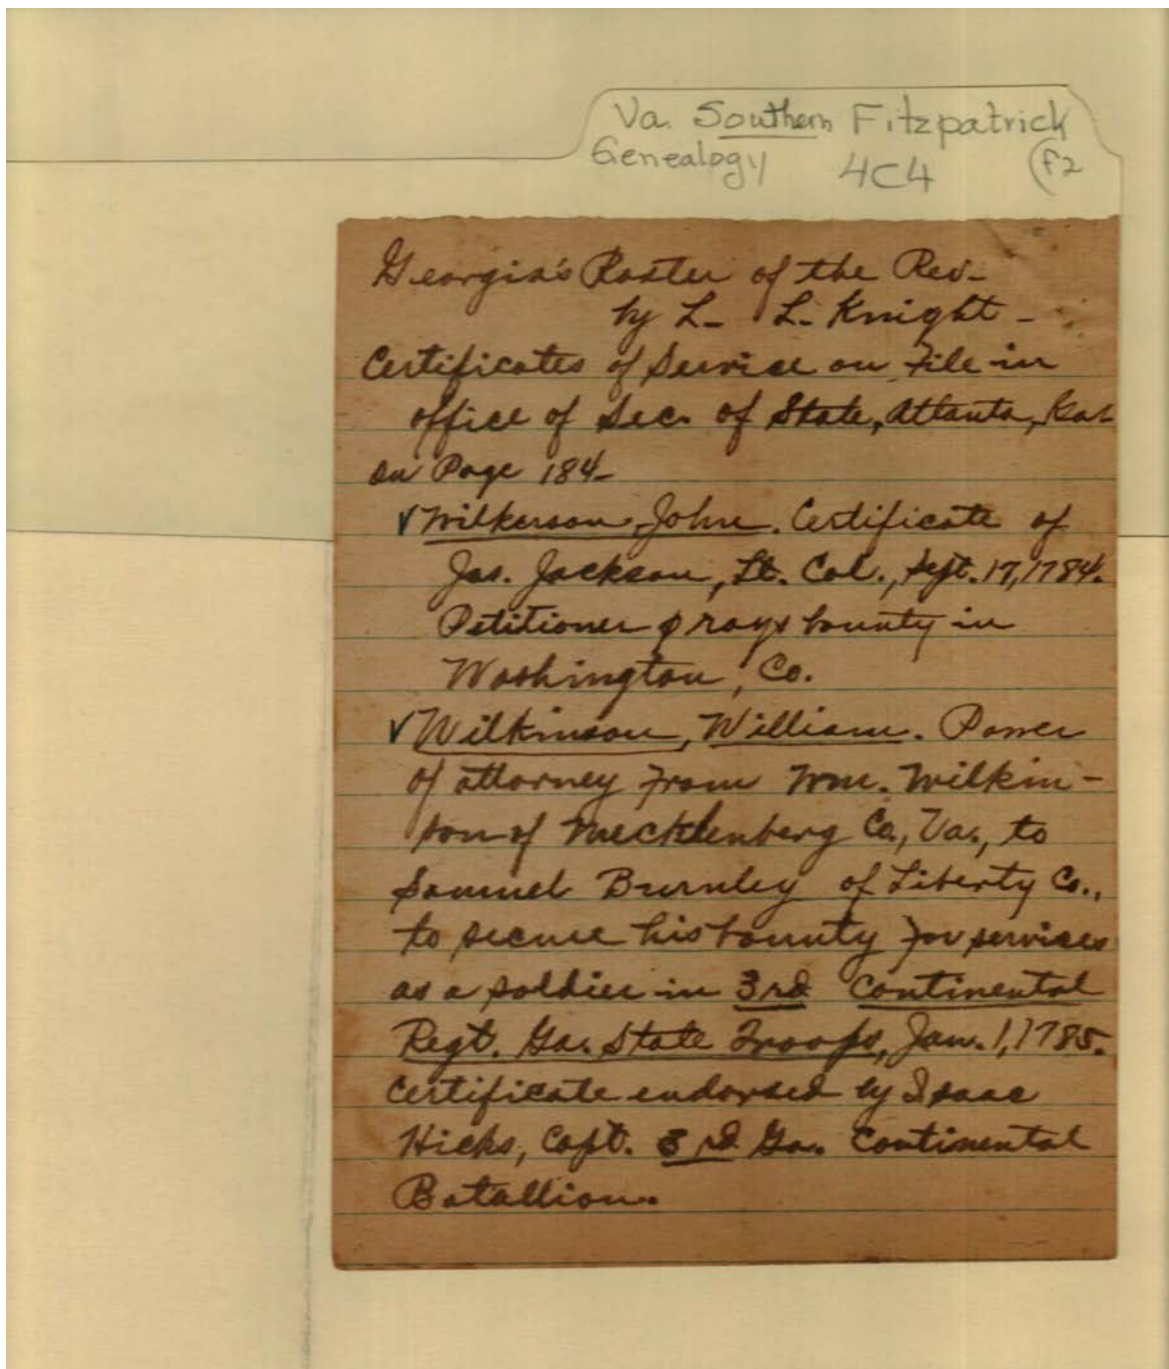 Va. Southern Fitzpatrick
Genealogy 4C4 (F2
Georgia's Roster of the Rev-
by L- L. Knight -
Certificates of Service on File in
office of Sec. of State, Atlanta, Ga.
on Page 184-
✓Wilkerson, John. Certificate of
Jas. Jackson, Lt. Col., Sept. 17, 1784.
Petitioner prays bounty in
Washington, Co.
✓Wilkinson, William. Power
of attorney from Wm. Wilkin-
son of Mecklenberg Co., Va., to
Samuel Burnley of Liberty Co.,
to secure his bounty for services
as a soldier in 3rd Continental
Regt. Ga. State Troops, Jan. 1, 1785.
Certificate endorsed by Isaac
Hicks, Capt. 3rd Ga. Continental
Batallion.